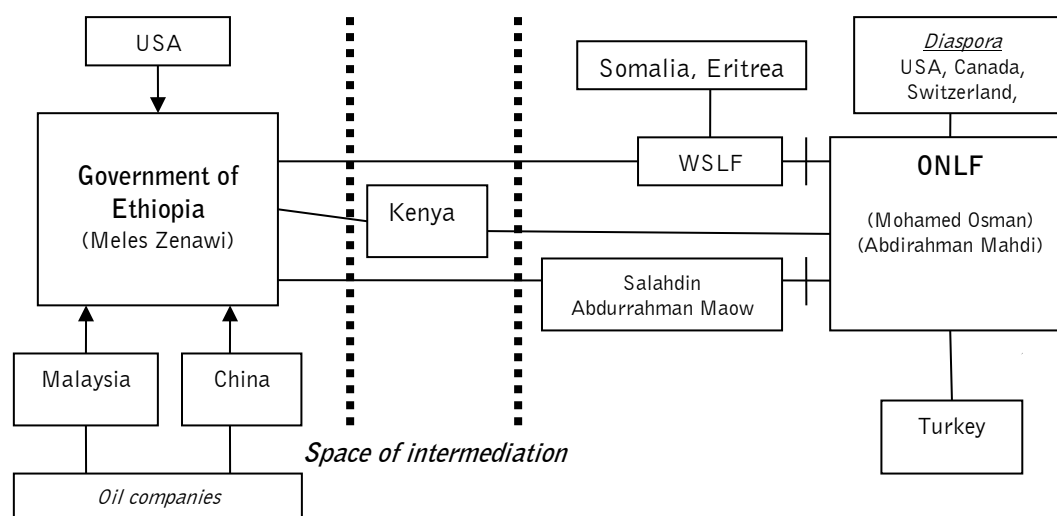 USA
Somalia, Eritrea
Diaspora
USA, Canada,
Switzerland,
Government of
Ethiopia
(Meles Zenawi)
Kenya
WSLF
ONLF
(Mohamed Osman)
(Abdirahman Mahdi)
Salahdin
Abdurrahman Maow
Malaysia
China
Turkey
Space of intermediation
Oil companies